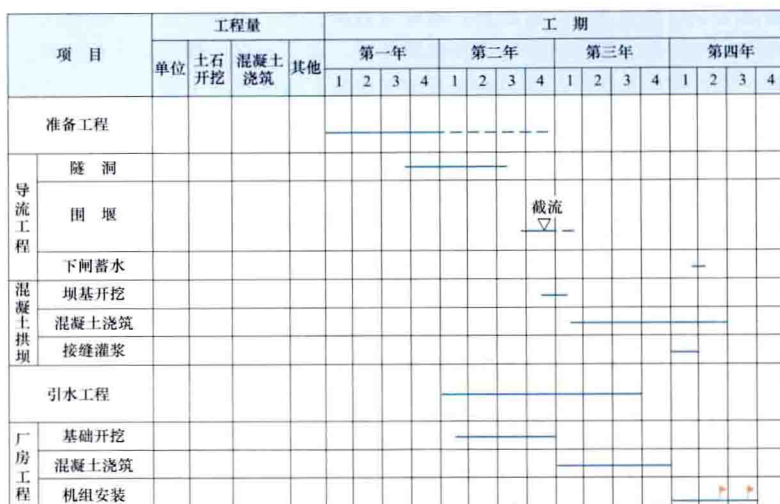 项 目 工程量 工 期
单位 土石开挖 混凝土浇筑 其他 第一年 第二年 第三年 第四年
1 2 3 4 1 2 3 4 1 2 3 4 1 2 3 4
准备工程
导流工程
隧 洞
围 堰 截流
下闸蓄水
混凝土拱坝
坝基开挖
混凝土浇筑
接缝灌浆
引水工程
厂房工程
基础开挖
混凝土浇筑
机组安装